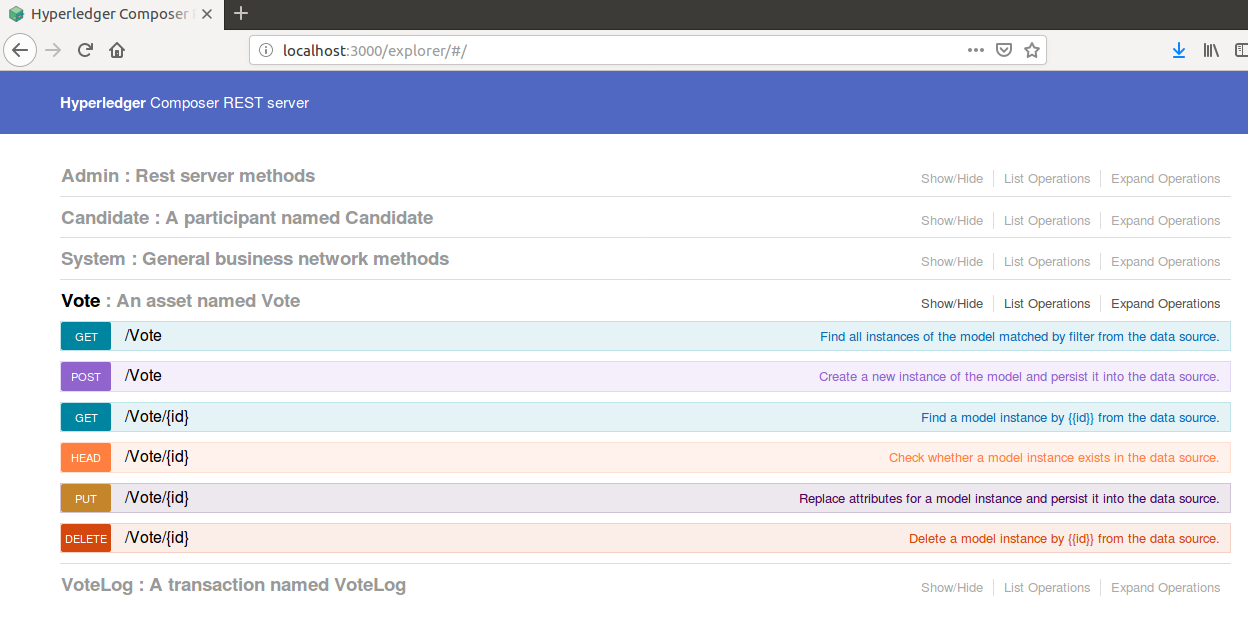 Hyperledger Composer
localhost:3000/explorer/#/
Hyperledger Composer REST server
Admin : Rest server methods Show/Hide List Operations Expand Operations
Candidate : A participant named Candidate Show/Hide List Operations Expand Operations
System : General business network methods Show/Hide List Operations Expand Operations
Vote : An asset named Vote Show/Hide List Operations Expand Operations
GET /Vote Find all instances of the model matched by filter from the data source.
POST /Vote Create a new instance of the model and persist it into the data source.
GET /Vote/{id} Find a model instance by {{id}} from the data source.
HEAD /Vote/{id} Check whether a model instance exists in the data source.
PUT /Vote/{id} Replace attributes for a model instance and persist it into the data source.
DELETE /Vote/{id} Delete a model instance by {{id}} from the data source.
VoteLog : A transaction named VoteLog Show/Hide List Operations Expand Operations